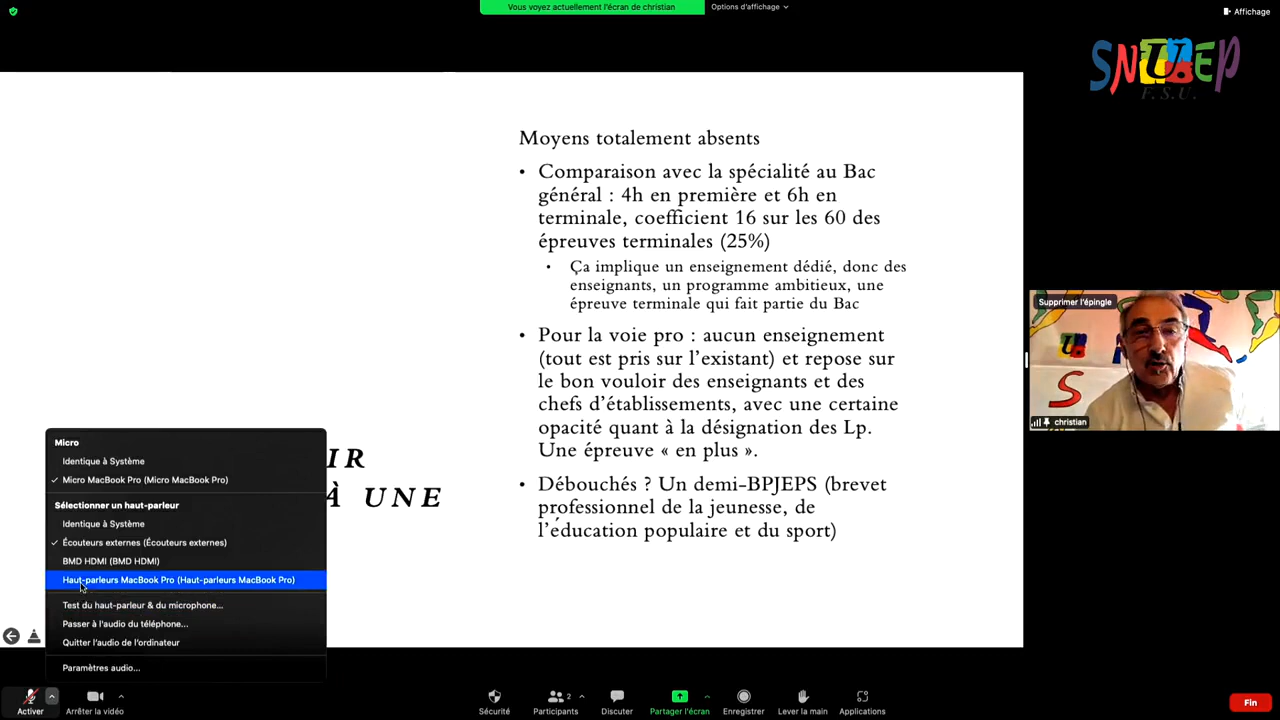 Vous voyez actuellement l'écran de christian
Options d'affichage
Affichage
SNUEP
F.S.U.
Moyens totalement absents
• Comparaison avec la spécialité au Bac
général : 4h en première et 6h en
terminale, coefficient 16 sur les 60 des
épreuves terminales (25%)
• Ça implique un enseignement dédié, donc des
enseignants, un programme ambitieux, une
épreuve terminale qui fait partie du Bac
• Pour la voie pro : aucun enseignement
(tout est pris sur l'existant) et repose sur
le bon vouloir des enseignants et des
chefs d'établissements, avec une certaine
opacité quant à la désignation des Lp.
Une épreuve « en plus ».
• Débouchés ? Un demi-BPJEPS (brevet
professionnel de la jeunesse, de
l'éducation populaire et du sport)
IR
À UNE
Supprimer l'épingle
christian
Micro
Identique à Système
✓ Micro MacBook Pro (Micro MacBook Pro)
Sélectionner un haut-parleur
Identique à Système
✓ Écouteurs externes (Écouteurs externes)
BMD HDMI (BMD HDMI)
Haut-parleurs MacBook Pro (Haut-parleurs MacBook Pro)
Test du haut-parleur & du microphone...
Passer à l'audio du téléphone...
Quitter l'audio de l'ordinateur
Paramètres audio...
Activer
Arrêter la vidéo
Sécurité
Participants
2
Discuter
Partager l'écran
Enregistrer
Lever la main
Applications
Fin